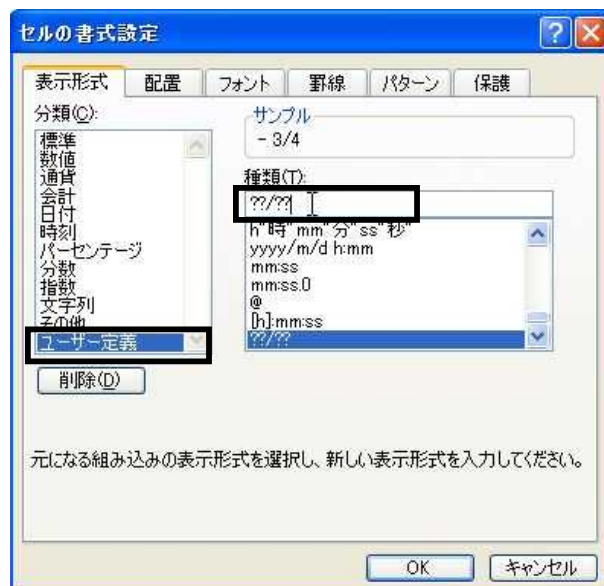 セルの書式設定
表示形式 配置 フォント 罫線 パターン 保護
分類(C):
標準
数値
通貨
会計
日付
時刻
パーセンテージ
分数
指数
文字列
その他
ユーザー定義
削除(D)
サンプル
- 3/4
種類(T):
??/??
h"時"mm"分"ss"秒"
yyyy/m/d h:mm
mm:ss
mm:ss.0
@
[h]:mm:ss
??/??
元になる組み込みの表示形式を選択し、新しい表示形式を入力してください。
OK キャンセル